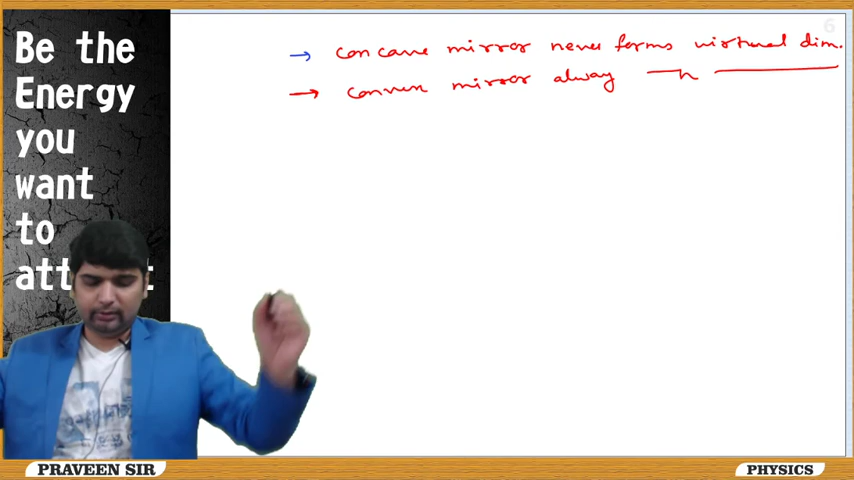 6
Be the
Energy
you
want
to
→ concave mirror never forms virtual dim.
→ convex mirror alway
PRAVEEN SIR
PHYSICS